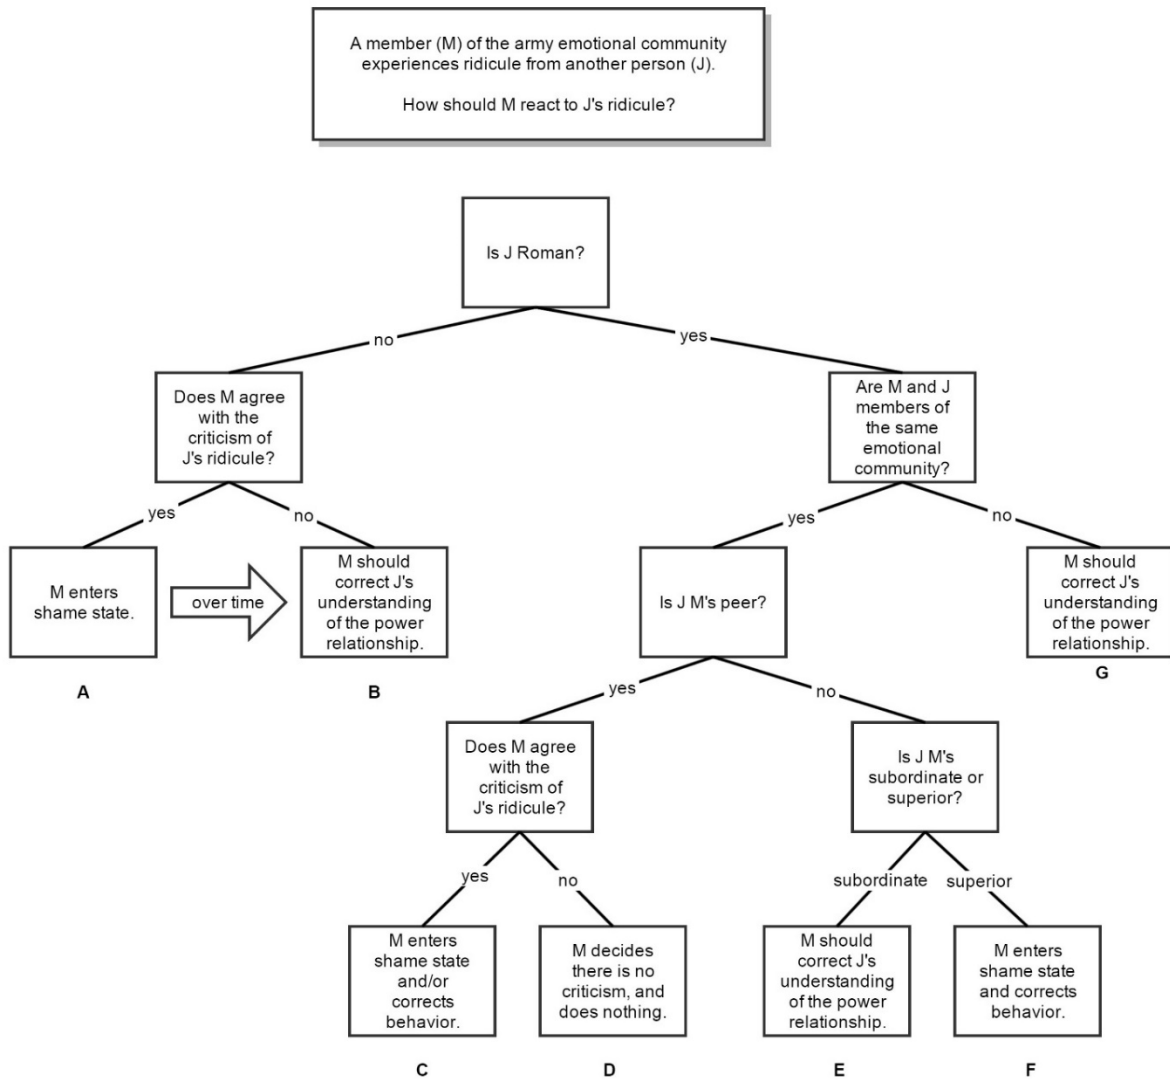 A member (M) of the army emotional community
experiences ridicule from another person (J).
How should M react to J's ridicule?
Is J Roman?
no
yes
Does M agree
with the
criticism of
J's ridicule?
Are M and J
members of
the same
emotional
community?
yes
no
yes
no
M enters
shame state.
over time
M should
correct J's
understanding
of the power
relationship.
Is J M's peer?
M should
correct J's
understanding
of the power
relationship.
A
B
G
yes
no
Does M agree
with the
criticism of
J's ridicule?
Is J M's
subordinate or
superior?
yes
no
subordinate
superior
M enters
shame state
and/or
corrects
behavior.
M decides
there is no
criticism, and
does nothing.
M should
correct J's
understanding
of the power
relationship.
M enters
shame state
and corrects
behavior.
C
D
E
F